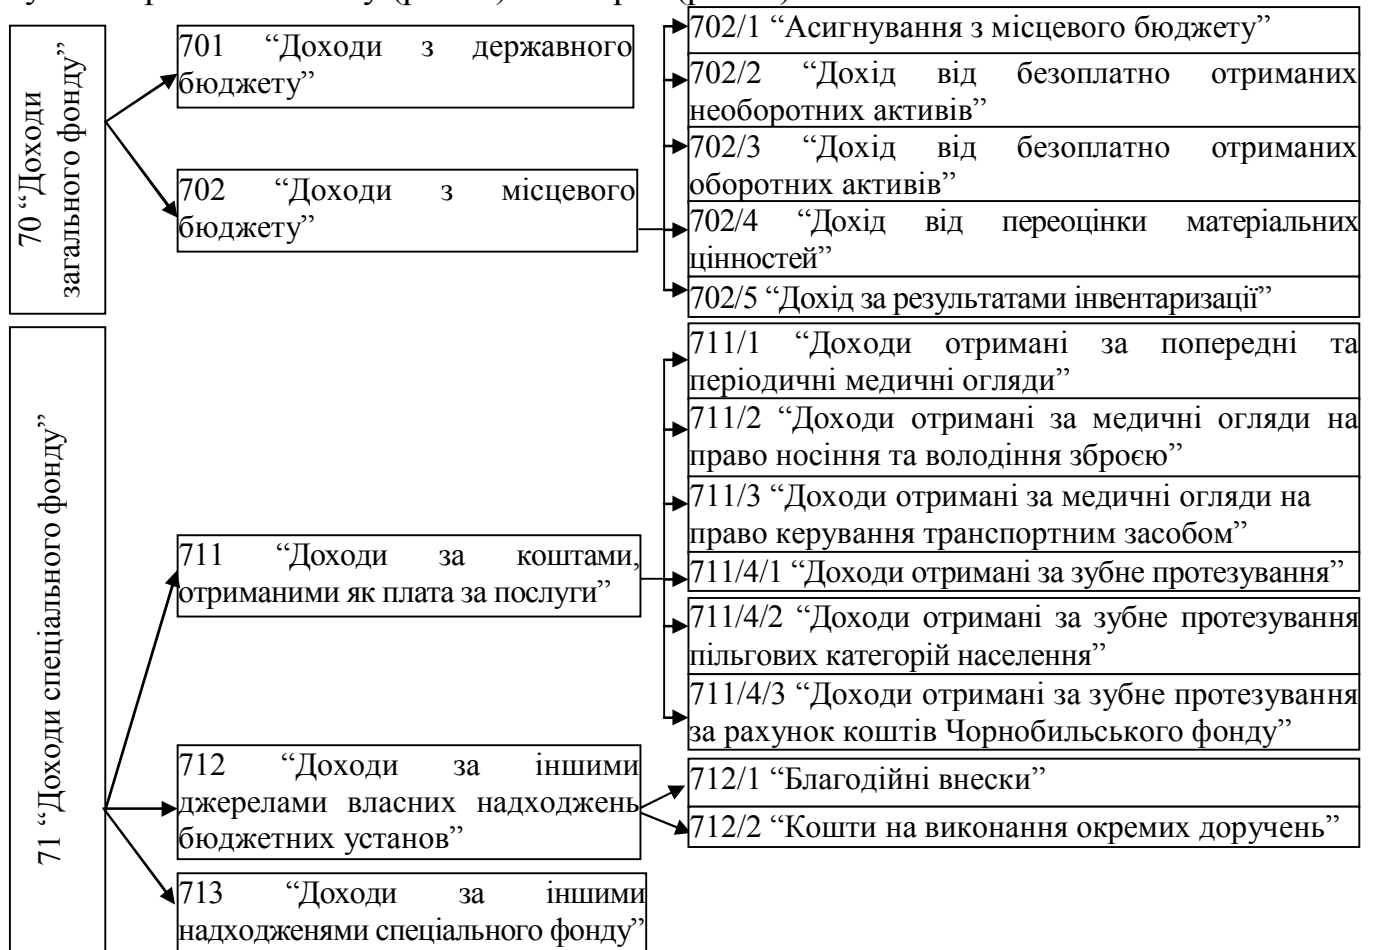 70 “Доходи
загального фонду”
701 “Доходи з державного
бюджету”
702 “Доходи з місцевого
бюджету”
702/1 “Асигнування з місцевого бюджету”
702/2 “Дохід від безоплатно отриманих
необоротних активів”
702/3 “Дохід від безоплатно отриманих
оборотних активів”
702/4 “Дохід від переоцінки матеріальних
цінностей”
702/5 “Дохід за результатами інвентаризації”
71 “Доходи спеціального фонду”
711 “Доходи за коштами,
отриманими як плата за послуги”
711/1 “Доходи отримані за попередні та
періодичні медичні огляди”
711/2 “Доходи отримані за медичні огляди на
право носіння та володіння зброєю”
711/3 “Доходи отримані за медичні огляди на
право керування транспортним засобом”
711/4/1 “Доходи отримані за зубне протезування”
711/4/2 “Доходи отримані за зубне протезування
пільгових категорій населення”
711/4/3 “Доходи отримані за зубне протезування
за рахунок коштів Чорнобильського фонду”
712 “Доходи за іншими
джерелами власних надходжень
бюджетних установ”
712/1 “Благодійні внески”
712/2 “Кошти на виконання окремих доручень”
713 “Доходи за іншими
надходженями спеціального фонду”